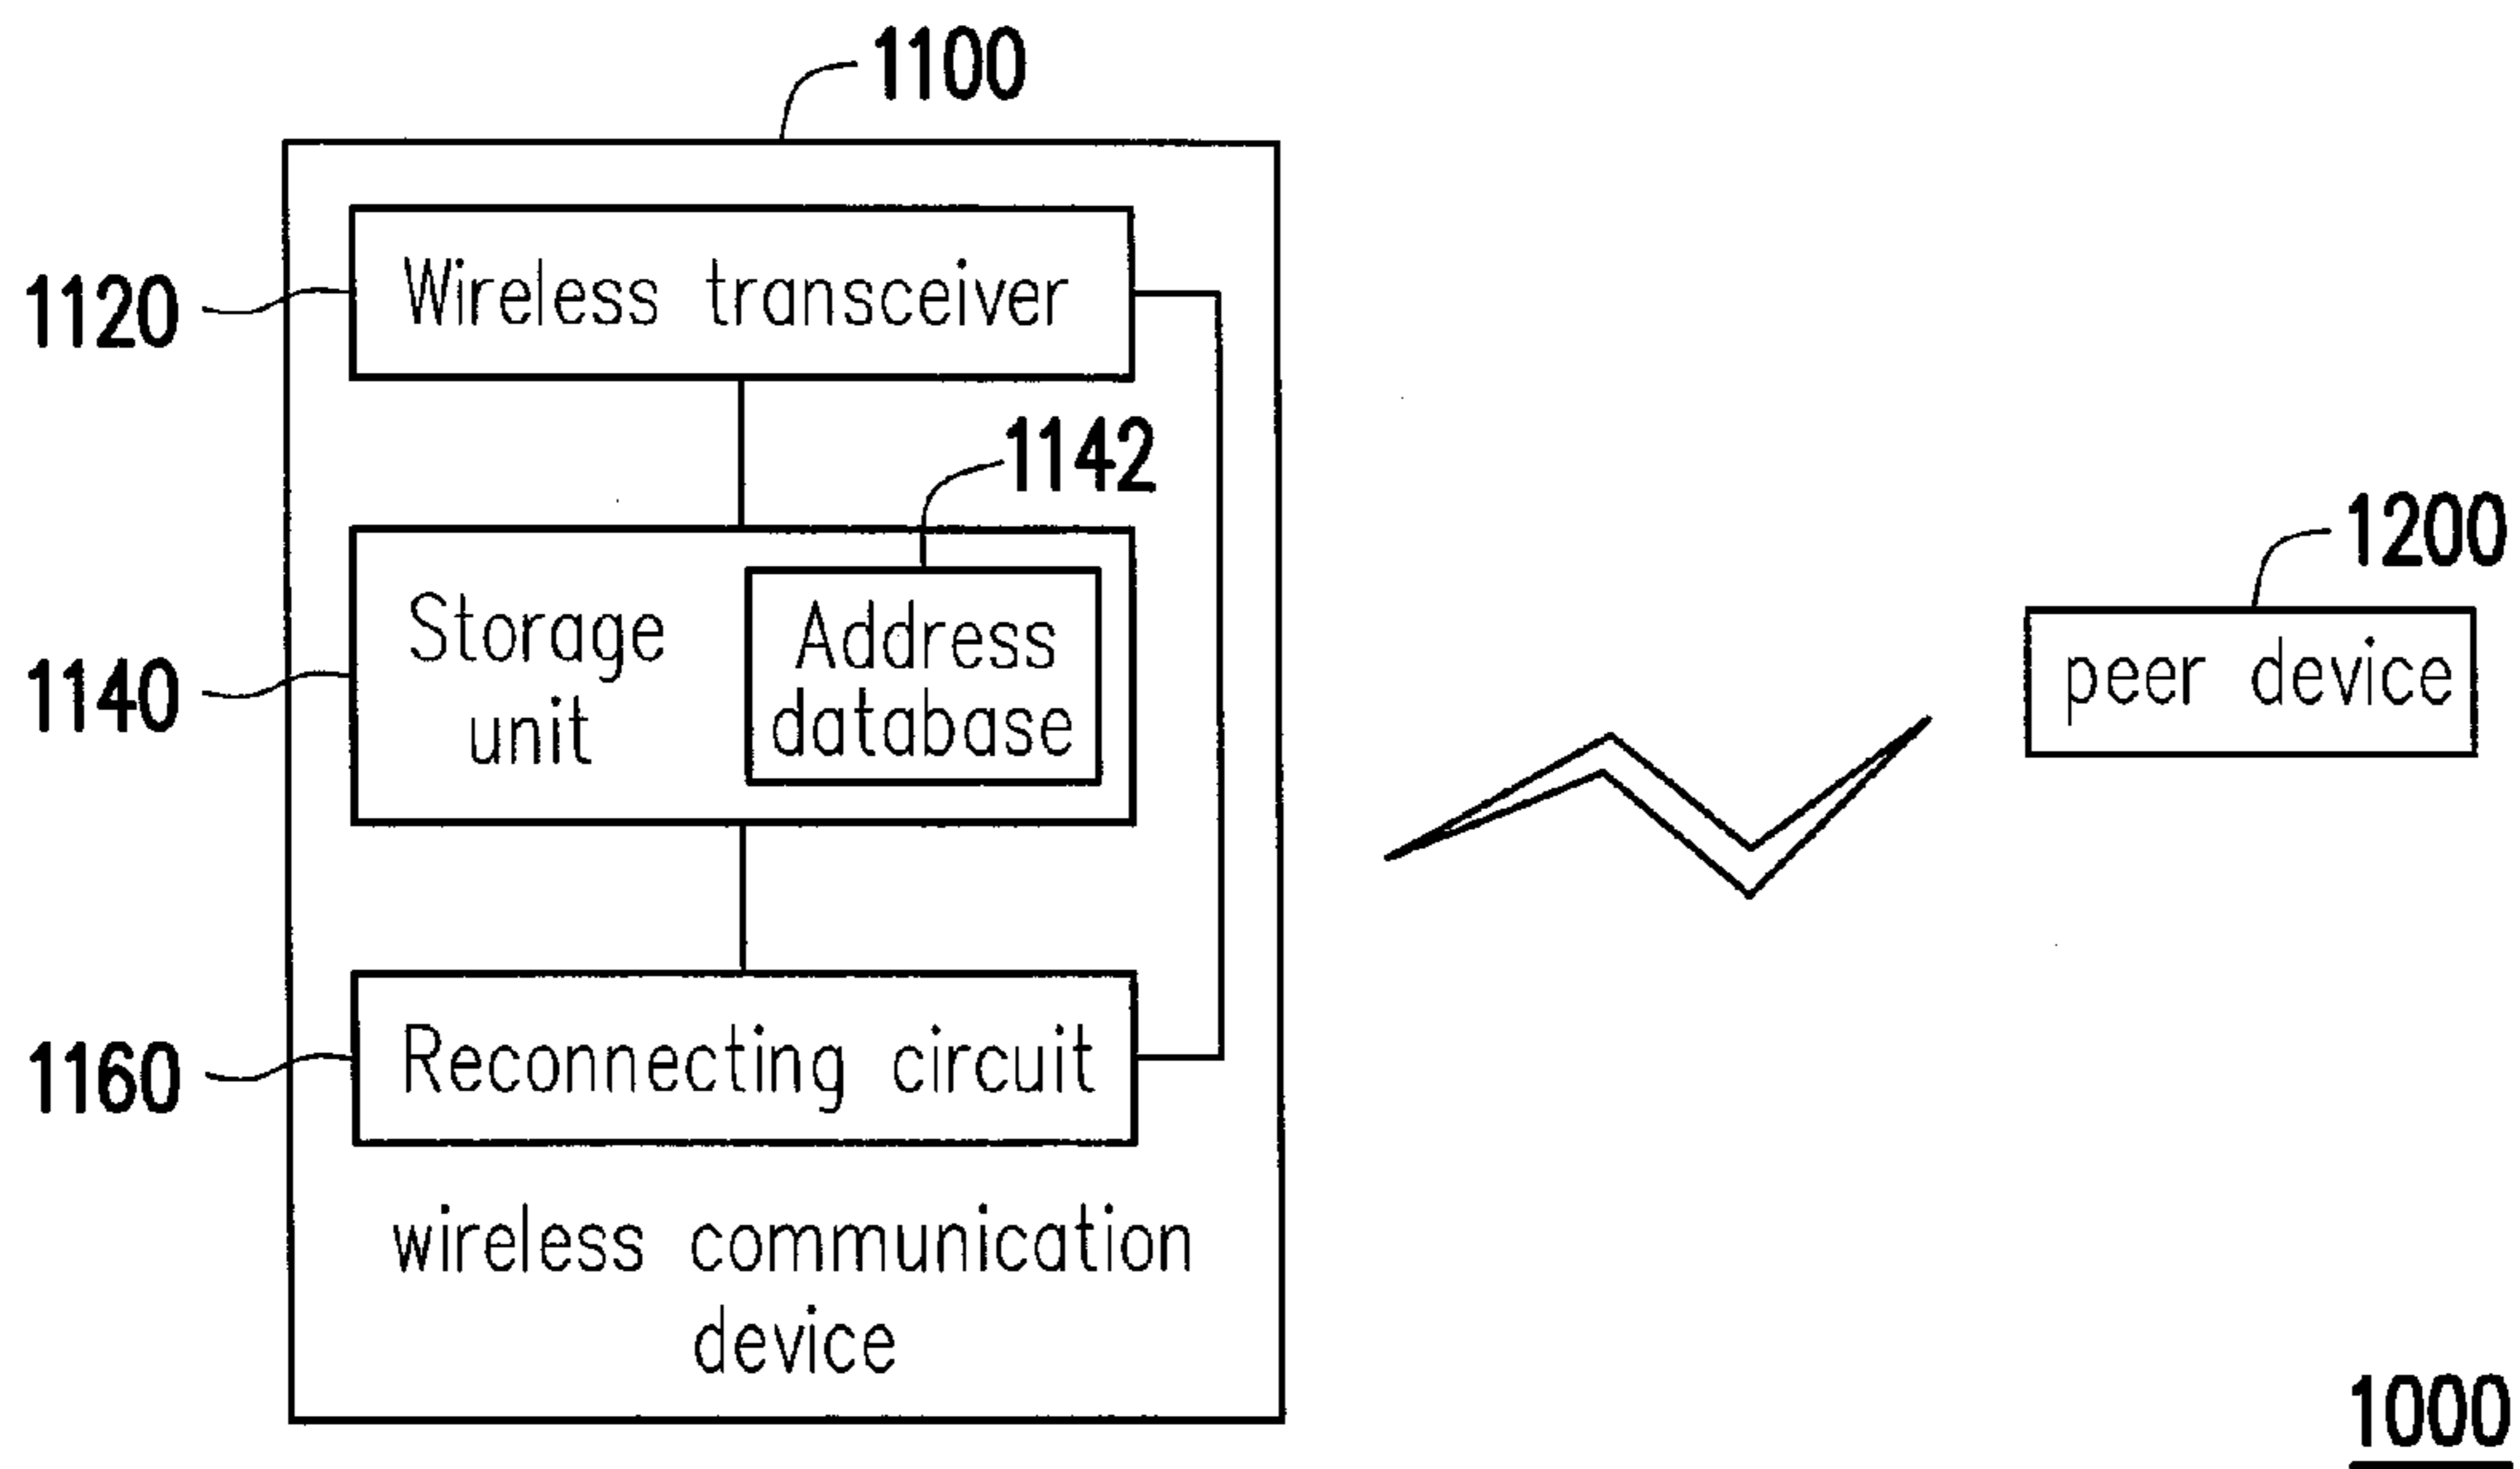 1100
1120
Wireless transceiver
1142
1140
Storage
unit
Address
database
1200
peer device
1160
Reconnecting circuit
wireless communication
device
1000